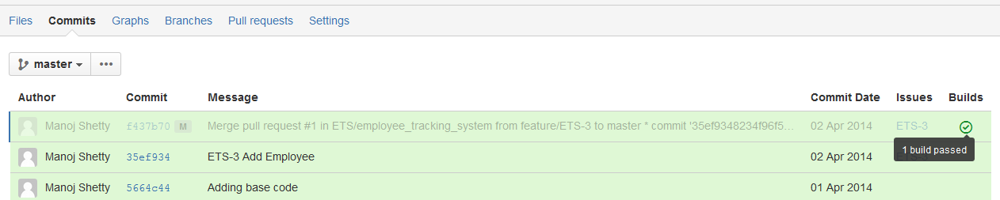 Files Commits Graphs Branches Pull requests Settings
master
Author Commit Message Commit Date Issues Builds
Manoj Shetty f437b70 M Merge pull request #1 in ETS/employee_tracking_system from feature/ETS-3 to master * commit '35ef9348234f96f5... 02 Apr 2014 ETS-3
1 build passed
Manoj Shetty 35ef934 ETS-3 Add Employee 02 Apr 2014
Manoj Shetty 5664c44 Adding base code 01 Apr 2014